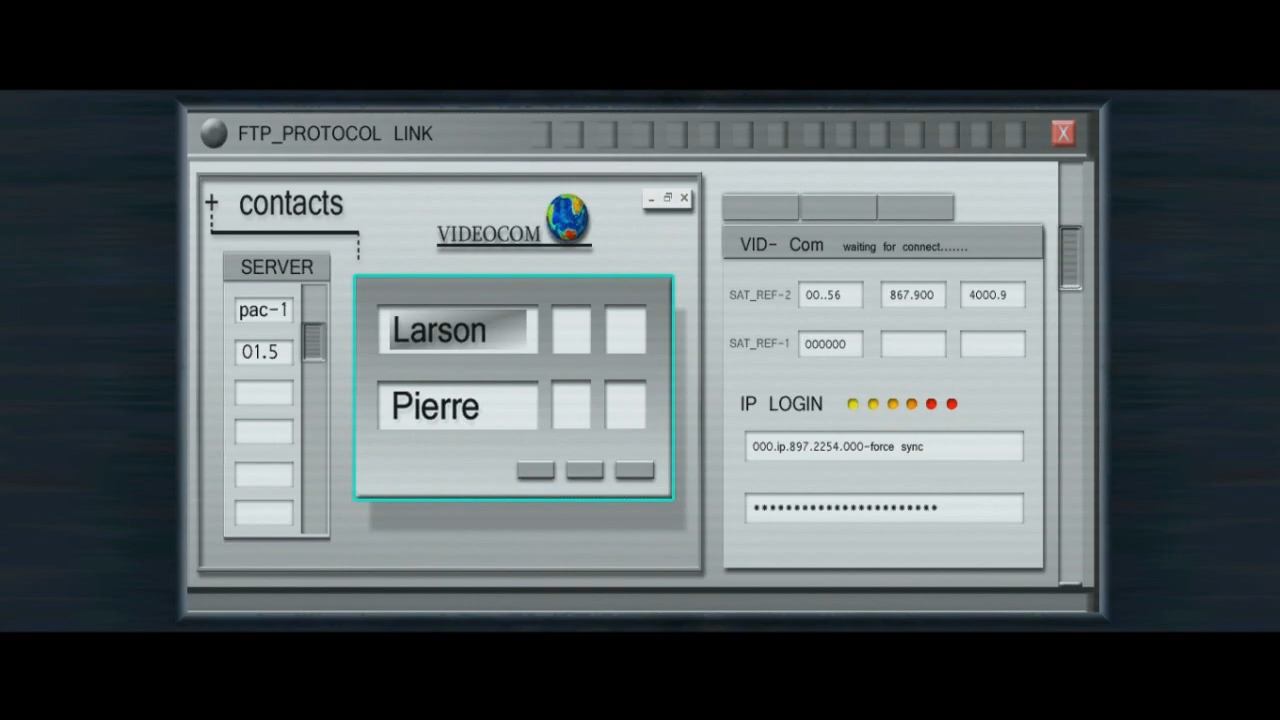 FTP_PROTOCOL LINK
X
+ contacts
VIDEOCOM
SERVER
pac-1
01.5
Larson
Pierre
VID- Com waiting for connect.......
SAT_REF-2 00..56 867.900 4000.9
SAT_REF-1 000000
IP LOGIN
000.ip.897.2254.000-force sync
***********************